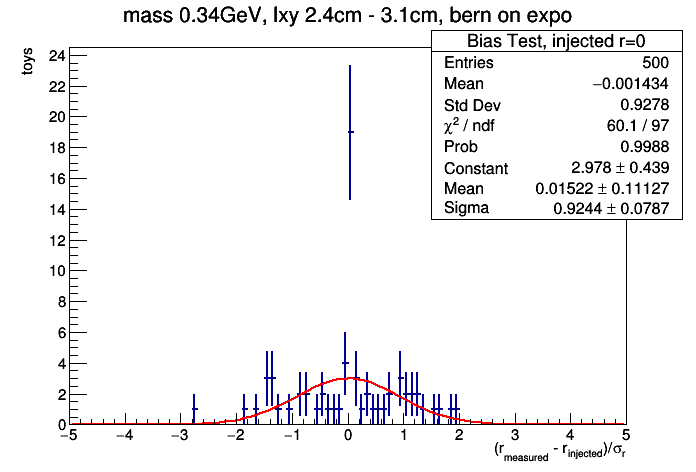 mass 0.34GeV, lxy 2.4cm - 3.1cm, bern on expo
Bias Test, injected r=0
Entries 500
Mean −0.001434
Std Dev 0.9278
χ² / ndf 60.1 / 97
Prob 0.9988
Constant 2.978 ± 0.439
Mean 0.01522 ± 0.11127
Sigma 0.9244 ± 0.0787
toys
24
22
20
18
16
14
12
10
8
6
4
2
0
−5 −4 −3 −2 −1 0 1 2 3 4 5
(r_measured - r_injected)/σ_r